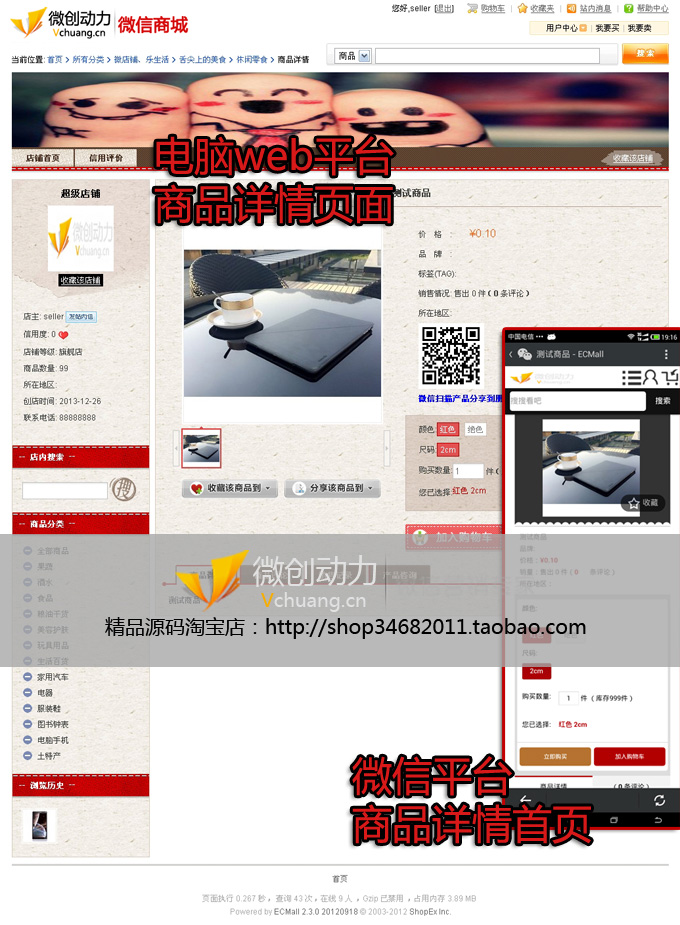 微创动力
Vchuang.cn
微信商城
您好,seller [退出] 购物车 | 收藏夹 | 站内消息 | 帮助中心
用户中心 | 我要买 | 我要卖
当前位置: 首页 > 所有分类 > 微店铺、乐生活 > 舌尖上的美食 > 休闲零食 > 商品详情
商品
搜索
店铺首页
信用评价
收藏该店铺
电脑web平台
商品详情页面
超级店铺
微创动力
Vchuang.cn
收藏该店铺
店主: seller 发站内信
信用度: 0
店铺等级: 旗舰店
商品数量: 99
所在地区:
创店时间: 2013-12-26
联系电话: 88888888
店内搜索
搜
商品分类
全部商品
果蔬
酒水
食品
粮油干货
美容护肤
玩具用品
生活百货
家用汽车
电器
服装鞋
图书钟表
电脑手机
土特产
浏览历史
测试商品
价 格 : ¥0.10
品 牌 :
标签(TAG):
销售情况: 售出 0 件 ( 0 条评论 )
所在地区:
微信扫描产品分享到朋
颜色: 红色 绝色
尺码: 2cm
购买数量: 1 件 (
您已选择: 红色 2cm
加入购物车
收藏该商品到
分享该商品到
产品咨询
测试商品
中国电信 19:16
测试商品 - ECMall
搜搜看吧
搜索
收藏
测试商品
品牌:
价格: ¥0.10
销量: 售出 0 件 ( 0 条评论 )
所在地区:
颜色:
尺码:
2cm
购买数量: 1 件 ( 库存999件 )
您已选择: 红色 2cm
立即购买
加入购物车
商品详情
( 0 条评论 )
微创动力
Vchuang.cn
精品源码淘宝店：http://shop34682011.taobao.com
微信平台
商品详情首页
首页
页面执行 0.267 秒, 查询 43 次, 在线 9 人, Gzip 已禁用, 占用内存 3.89 MB
Powered by ECMall 2.3.0 20120918 © 2003-2012 ShopEx Inc.